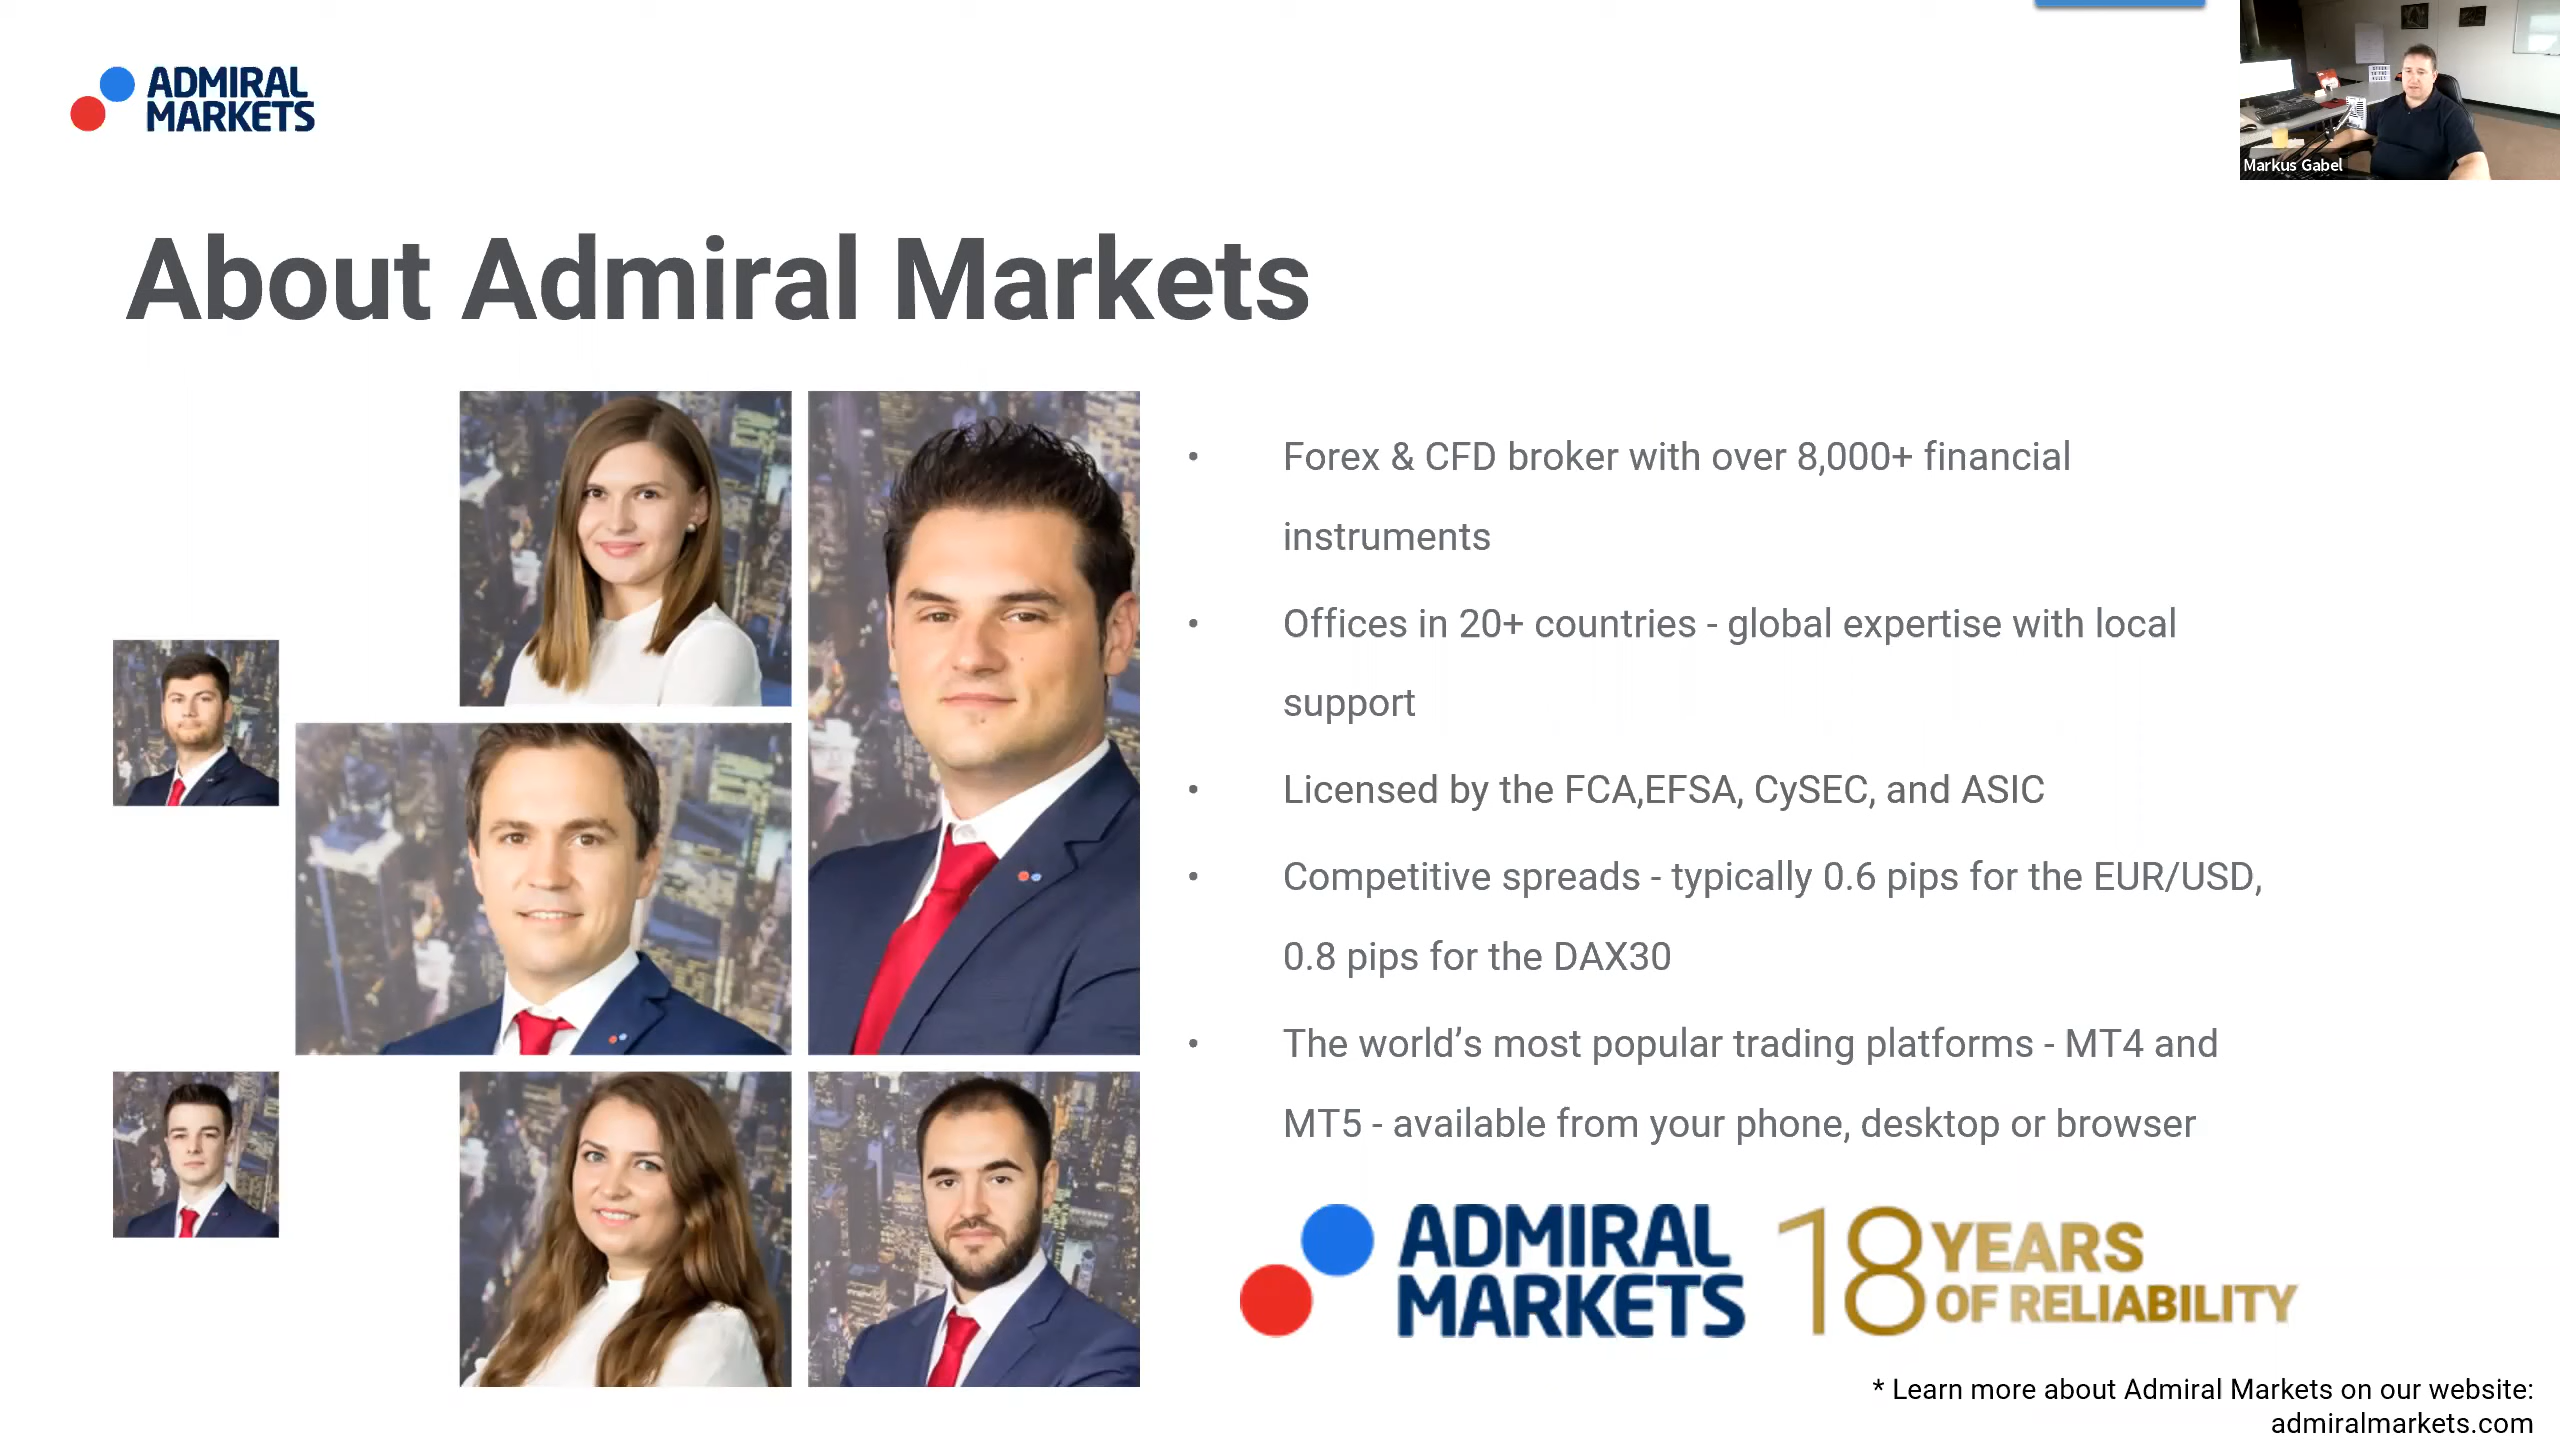 ADMIRAL
MARKETS
Markus Gabel
About Admiral Markets
• Forex & CFD broker with over 8,000+ financial
instruments
• Offices in 20+ countries - global expertise with local
support
• Licensed by the FCA,EFSA, CySEC, and ASIC
• Competitive spreads - typically 0.6 pips for the EUR/USD,
0.8 pips for the DAX30
• The world’s most popular trading platforms - MT4 and
MT5 - available from your phone, desktop or browser
ADMIRAL
MARKETS
18 YEARS
OF RELIABILITY
* Learn more about Admiral Markets on our website:
admiralmarkets.com